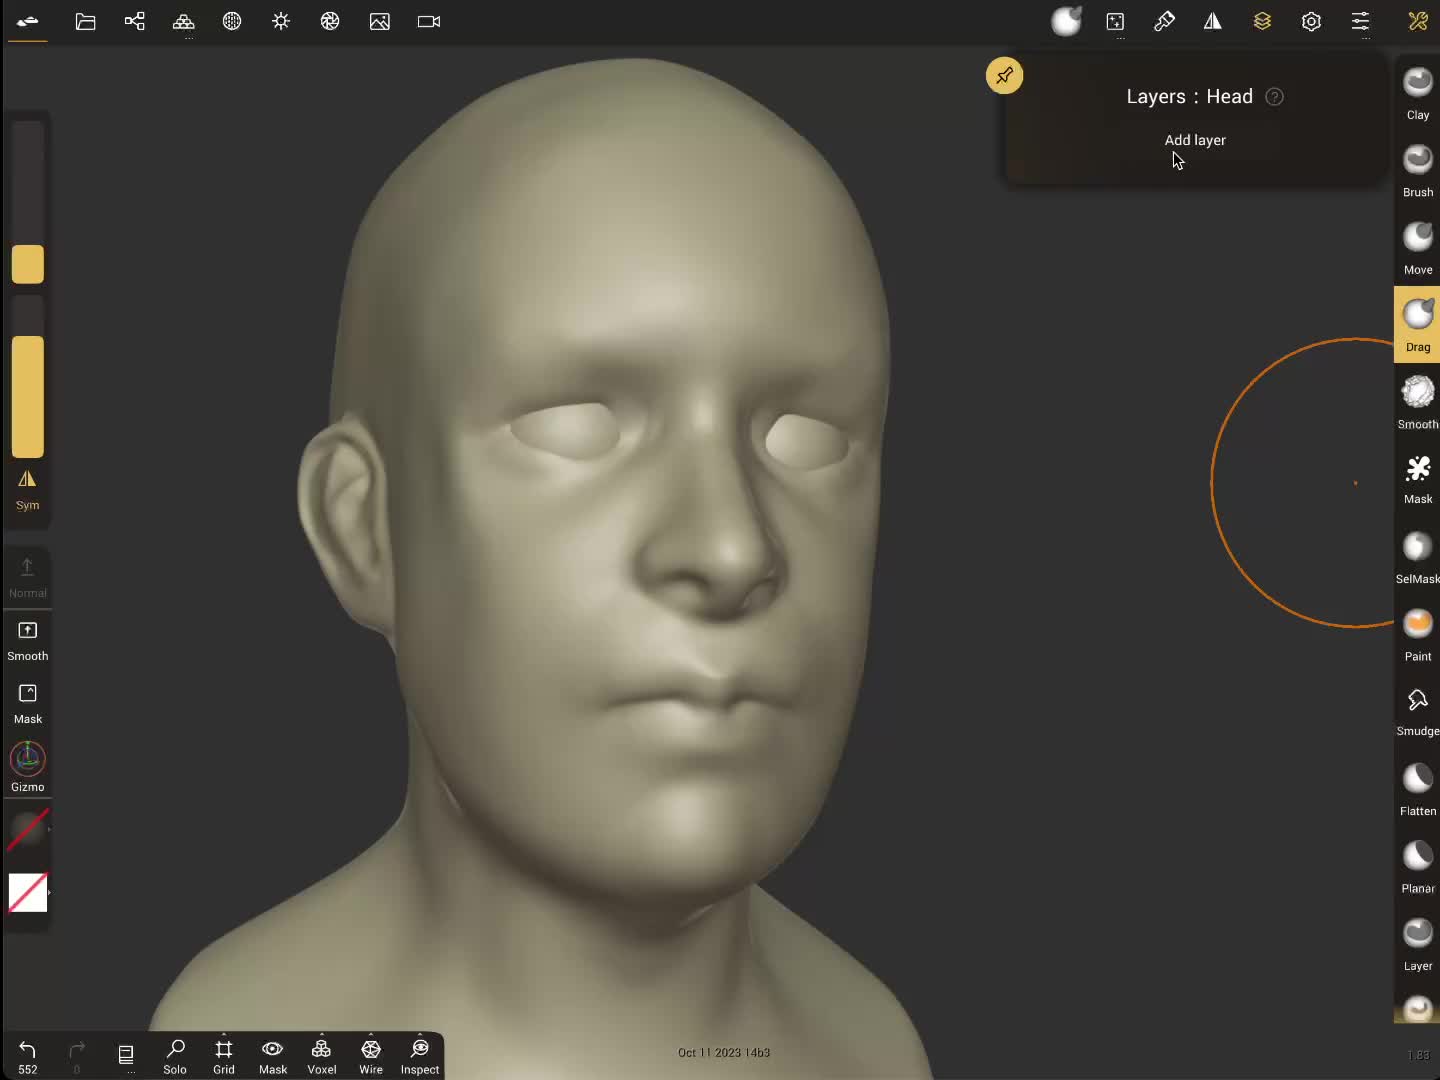 Layers : Head ?
Add layer
Clay
Brush
Move
Drag
Smooth
Mask
SelMask
Paint
Smudge
Flatten
Planar
Layer
Sym
Normal
Smooth
Mask
Gizmo
552
0
...
Solo
Grid
Mask
Voxel
Wire
Inspect
Oct 11 2023 14b3
1.83